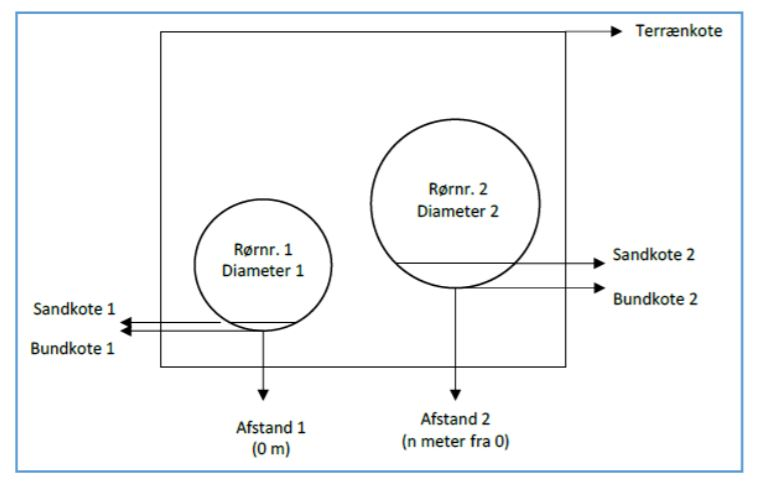 Terrænkote
Rørnr. 2
Diameter 2
Rørnr. 1
Diameter 1
Sandkote 2
Bundkote 2
Sandkote 1
Bundkote 1
Afstand 1
(0 m)
Afstand 2
(n meter fra 0)